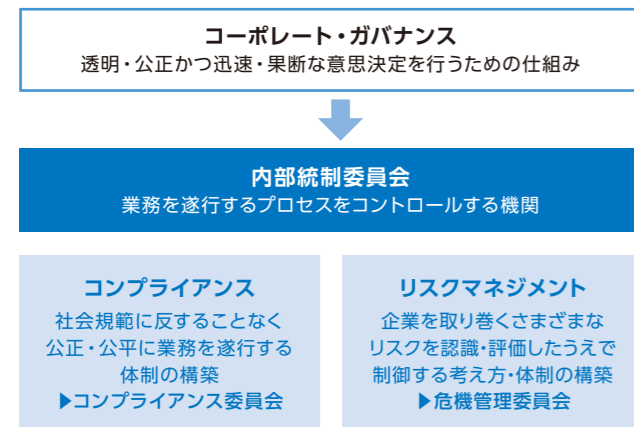 コーポレート・ガバナンス
透明・公正かつ迅速・果断な意思決定を行うための仕組み
内部統制委員会
業務を遂行するプロセスをコントロールする機関
コンプライアンス
社会規範に反することなく
公正・公平に業務を遂行する
体制の構築
▶コンプライアンス委員会
リスクマネジメント
企業を取り巻くさまざまな
リスクを認識・評価したうえで
制御する考え方・体制の構築
▶危機管理委員会